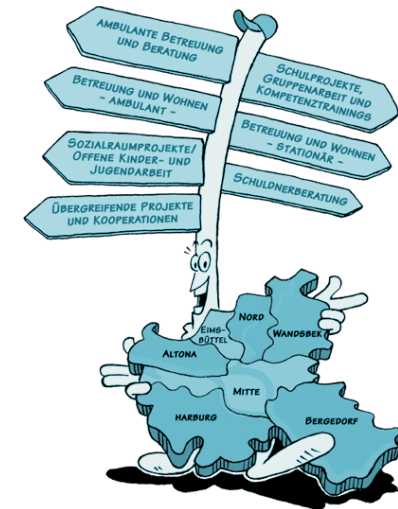 AMBULANTE BETREUUNG
UND BERATUNG
SCHULPROJEKTE,
GRUPPENARBEIT UND
KOMPETENZTRAININGS
BETREUUNG UND WOHNEN
- AMBULANT -
BETREUUNG UND WOHNEN
- STATIONÄR -
SOZIALRAUMPROJEKTE/
OFFENE KINDER- UND
JUGENDARBEIT
SCHULDNERBERATUNG
ÜBERGREIFENDE PROJEKTE
UND KOOPERATIONEN
NORD
EIMS-
BÜTTEL
WANDSBEK
ALTONA
MITTE
HARBURG
BERGEDORF